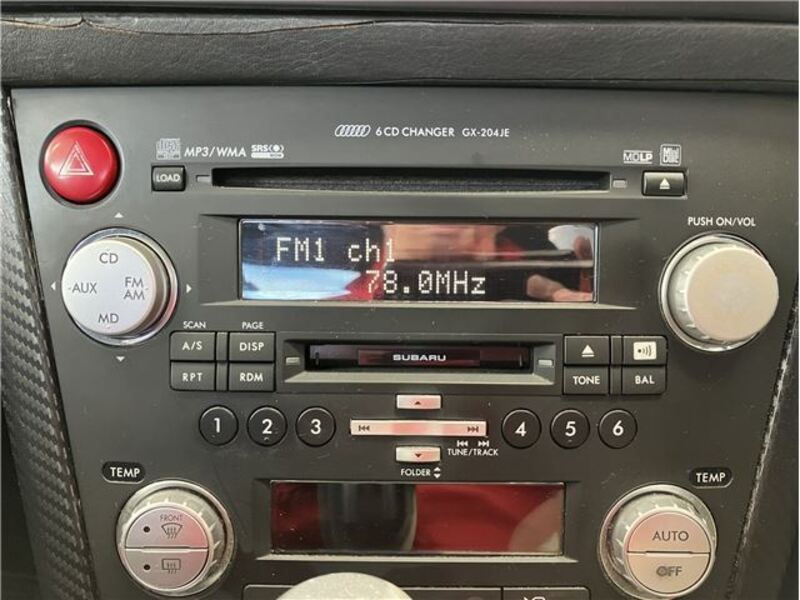 6 CD CHANGER GX-204JE
MP3/WMA SRS
MDLP
LOAD
PUSH ON/VOL
FM1 ch1
78.0MHz
CD
AUX
FM
AM
MD
SCAN
A/S
PAGE
DISP
RPT
RDM
SUBARU
TONE
BAL
1 2 3
4 5 6
TUNE/TRACK
FOLDER
TEMP
TEMP
FRONT
AUTO
OFF